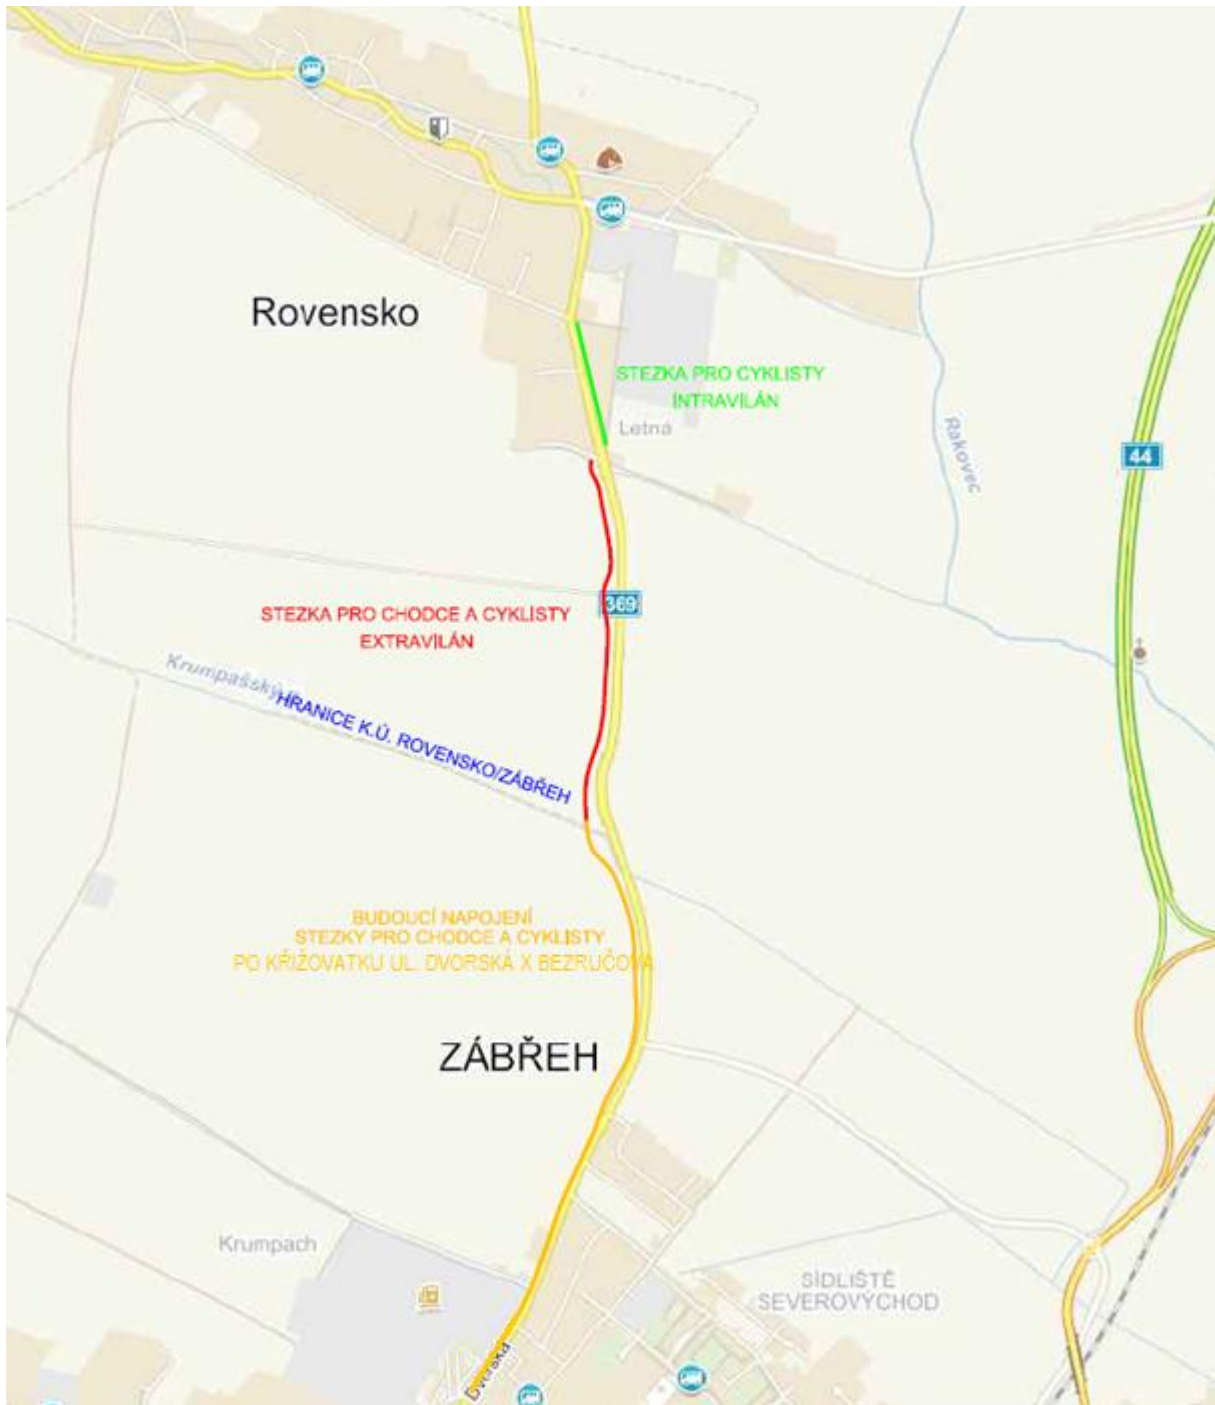 Rovensko
STEZKA PRO CYKLISTY
INTRAVILÁN
Letná
Rakovec
44
369
STEZKA PRO CHODCE A CYKLISTY
EXTRAVILÁN
Krumpašský
HRANICE K.Ú. ROVENSKO/ZÁBŘEH
BUDOUCÍ NAPOJENÍ
STEZKY PRO CHODCE A CYKLISTY
PO KŘIŽOVATKU UL. DVORSKÁ X BEZRUČOVA
ZÁBŘEH
Krumpach
SÍDLIŠTĚ
SEVEROVÝCHOD
Dvorská